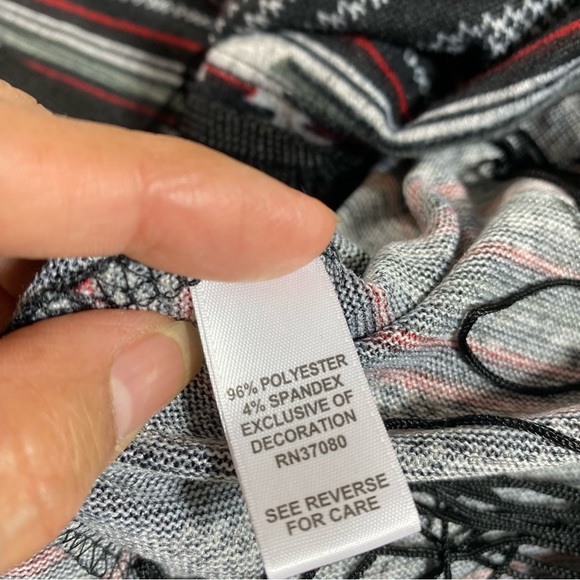 96% POLYESTER
4% SPANDEX
EXCLUSIVE OF
DECORATION
RN37080
SEE REVERSE
FOR CARE